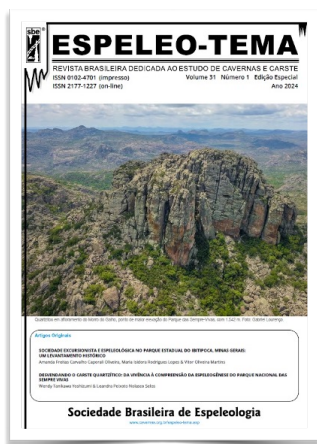 sbe
ESPELEO-TEMA
REVISTA BRASILEIRA DEDICADA AO ESTUDO DE CAVERNAS E CARSTE
ISSN 0102-4701 (impresso) Volume 31 Número 1 Edição Especial
ISSN 2177-1227 (on-line) Ano 2024
Artigos Originais
SOCIEDADE EXCURSIONISTA E ESPELEOLÓGICA NO PARQUE ESTADUAL DO IBITIPOCA, MINAS GERAIS:
UM LEVANTAMENTO HISTÓRICO
DESVENDANDO O CARSTE QUARTZÍTICO: DA VIVÊNCIA À COMPREENSÃO DA ESPELEOGÊNESE DO PARQUE NACIONAL DAS
SEMPRE VIVAS
Sociedade Brasileira de Espeleologia